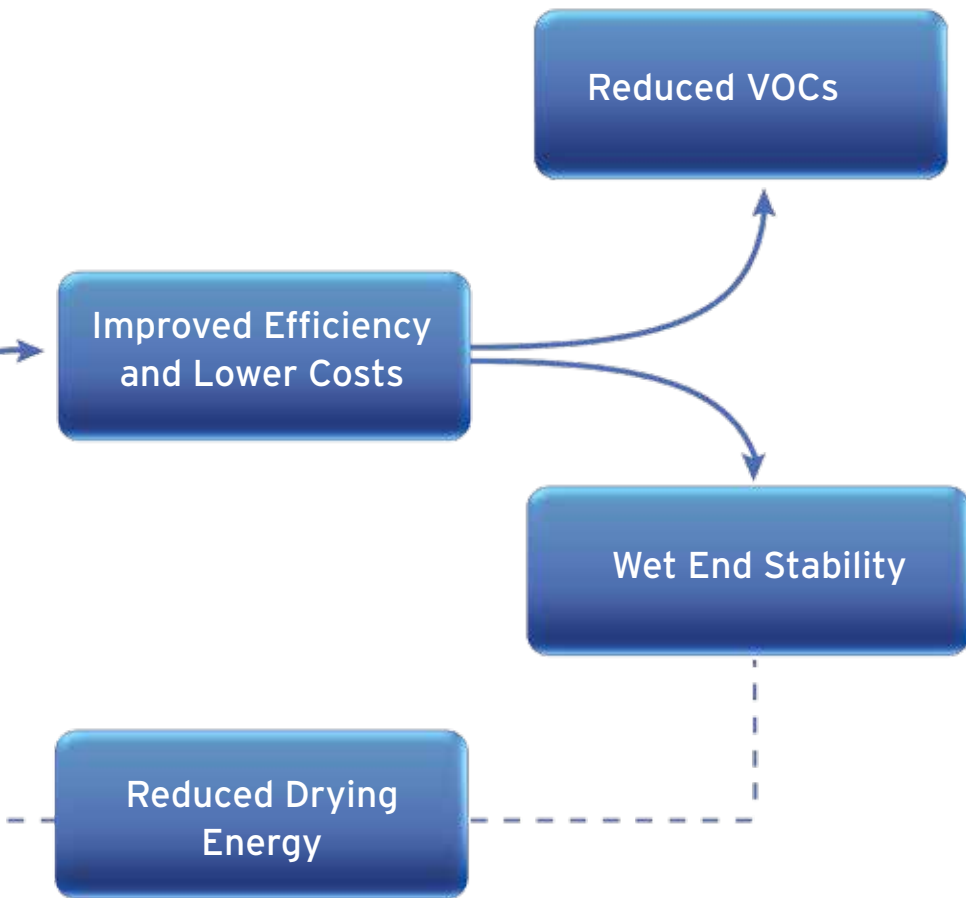 Reduced VOCs
Improved Efficiency
and Lower Costs
Wet End Stability
Reduced Drying
Energy